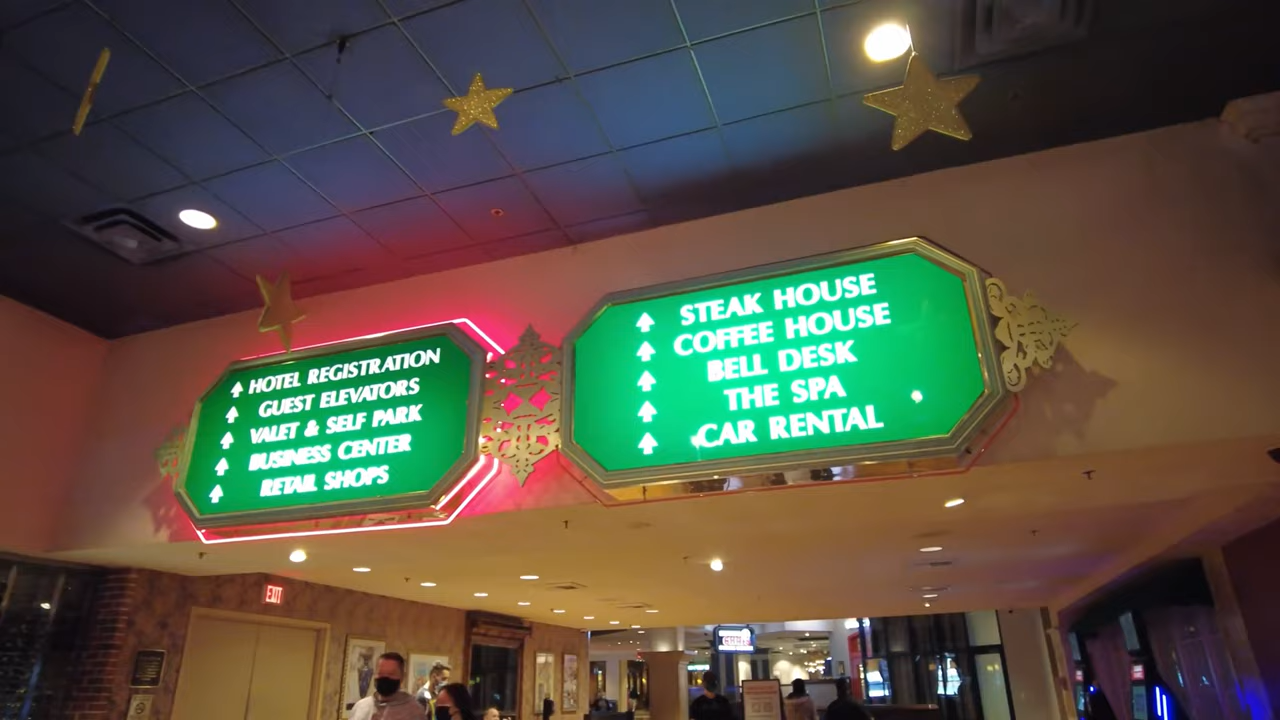 HOTEL REGISTRATION
GUEST ELEVATORS
VALET & SELF PARK
BUSINESS CENTER
RETAIL SHOPS
STEAK HOUSE
COFFEE HOUSE
BELL DESK
THE SPA
CAR RENTAL
EXIT